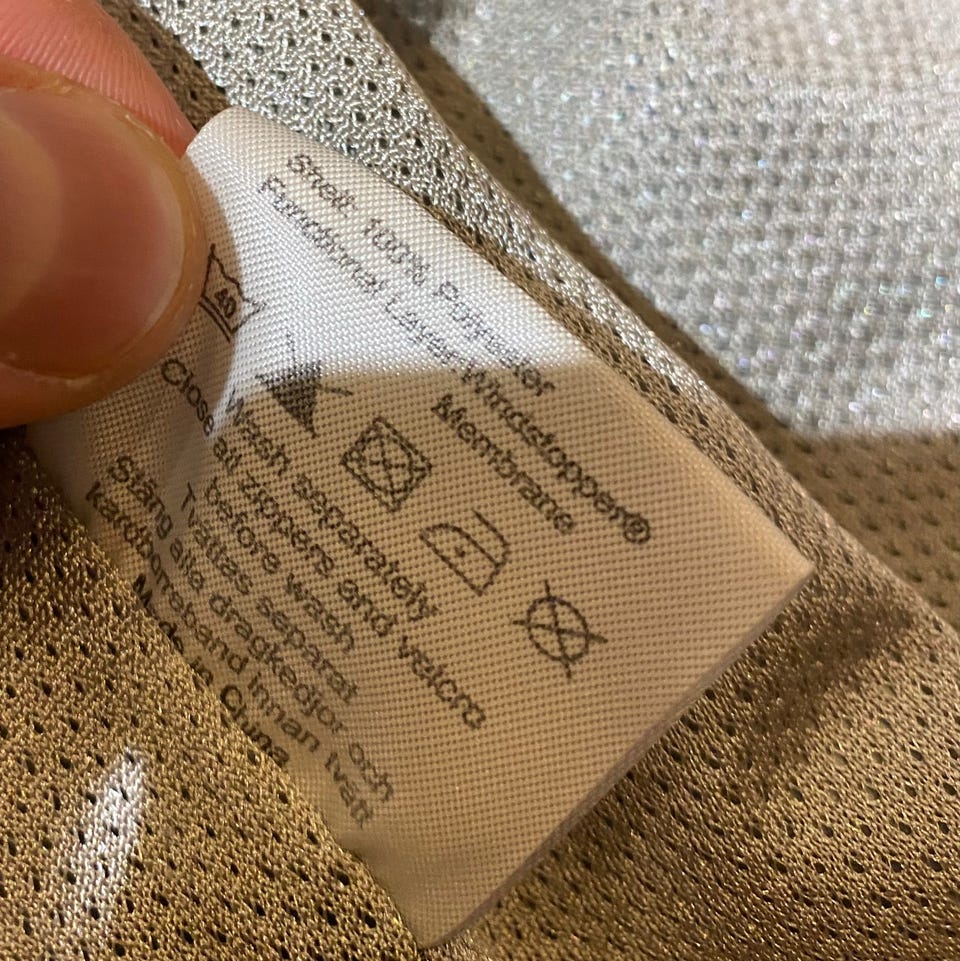 Shell: 100% Polyester
Functional Layer: Windstopper®
Membrane
40
Wash separately
Close all zippers and velcro
before wash
Tvättas separat
Stäng alla dragkedjor och
kardborreband innan tvätt
Made in China